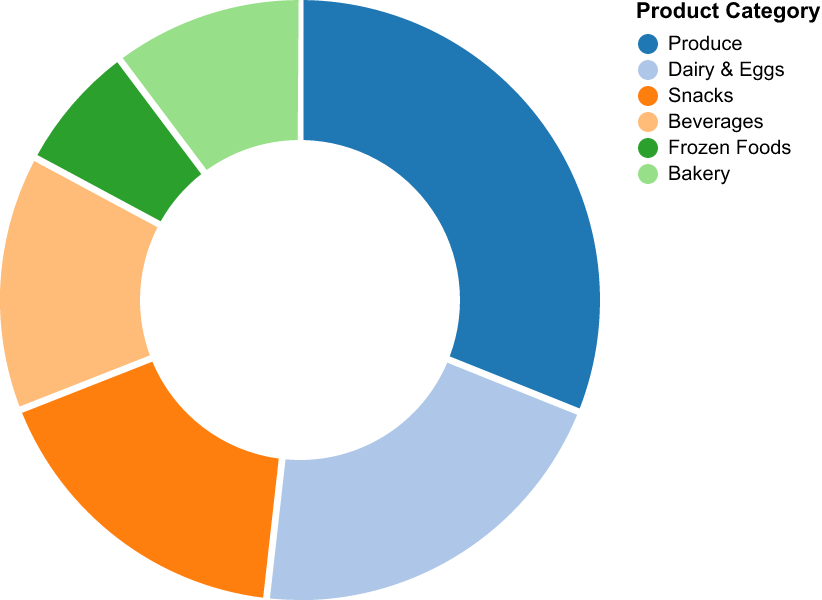 Product Category
Produce
Dairy & Eggs
Snacks
Beverages
Frozen Foods
Bakery